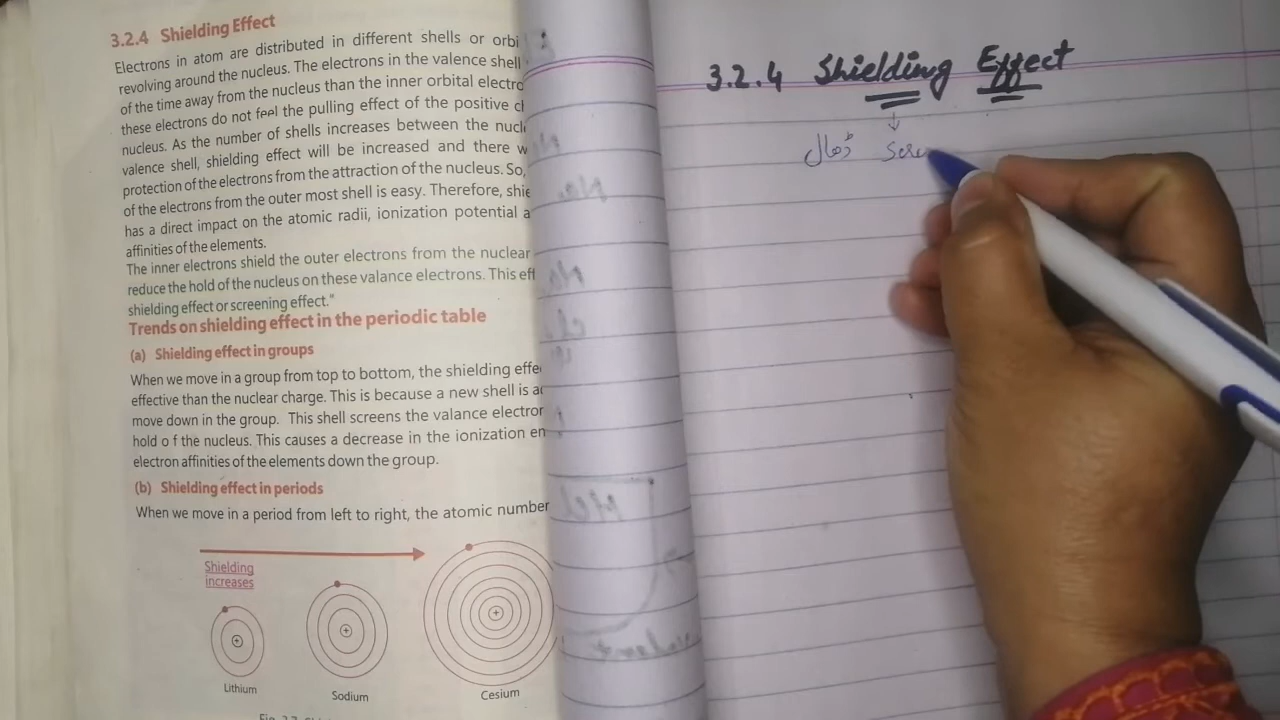 3.2.4 Shielding Effect
Electrons in atom are distributed in different shells or orbi
revolving around the nucleus. The electrons in the valence shell
of the time away from the nucleus than the inner orbital electro
these electrons do not feel the pulling effect of the positive ch
nucleus. As the number of shells increases between the nucl
valence shell, shielding effect will be increased and there w
protection of the electrons from the attraction of the nucleus. So,
of the electrons from the outer most shell is easy. Therefore, shie
has a direct impact on the atomic radii, ionization potential a
affinities of the elements.
The inner electrons shield the outer electrons from the nuclear
reduce the hold of the nucleus on these valance electrons. This eff
shielding effect or screening effect."
Trends on shielding effect in the periodic table
(a) Shielding effect in groups
When we move in a group from top to bottom, the shielding effe
effective than the nuclear charge. This is because a new shell is a
move down in the group. This shell screens the valance electror
hold o f the nucleus. This causes a decrease in the ionization en
electron affinities of the elements down the group.
(b) Shielding effect in periods
When we move in a period from left to right, the atomic number
Shielding
increases
+
+
+
Lithium
Sodium
Cesium
3.2.4 Shielding Effect
ڈھال
Scre